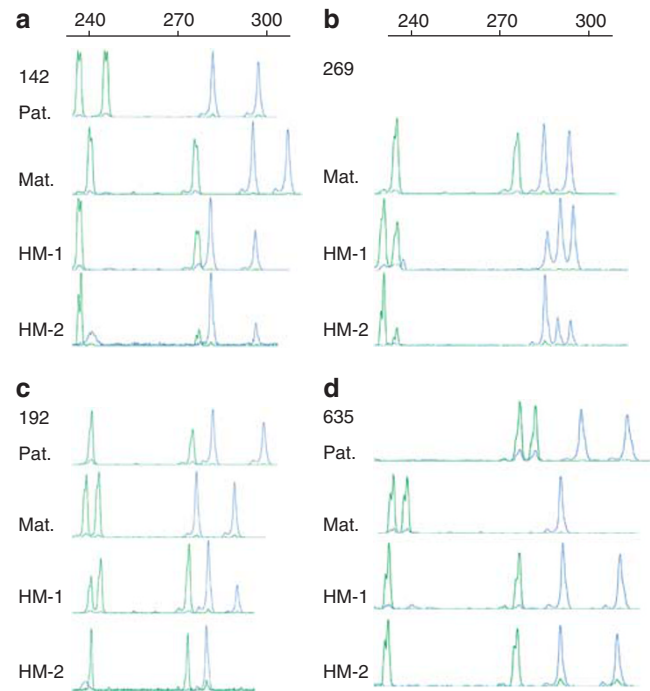 a
240 270 300
142
Pat.
Mat.
HM-1
HM-2
b
240 270 300
269
Mat.
HM-1
HM-2
c
192
Pat.
Mat.
HM-1
HM-2
d
635
Pat.
Mat.
HM-1
HM-2